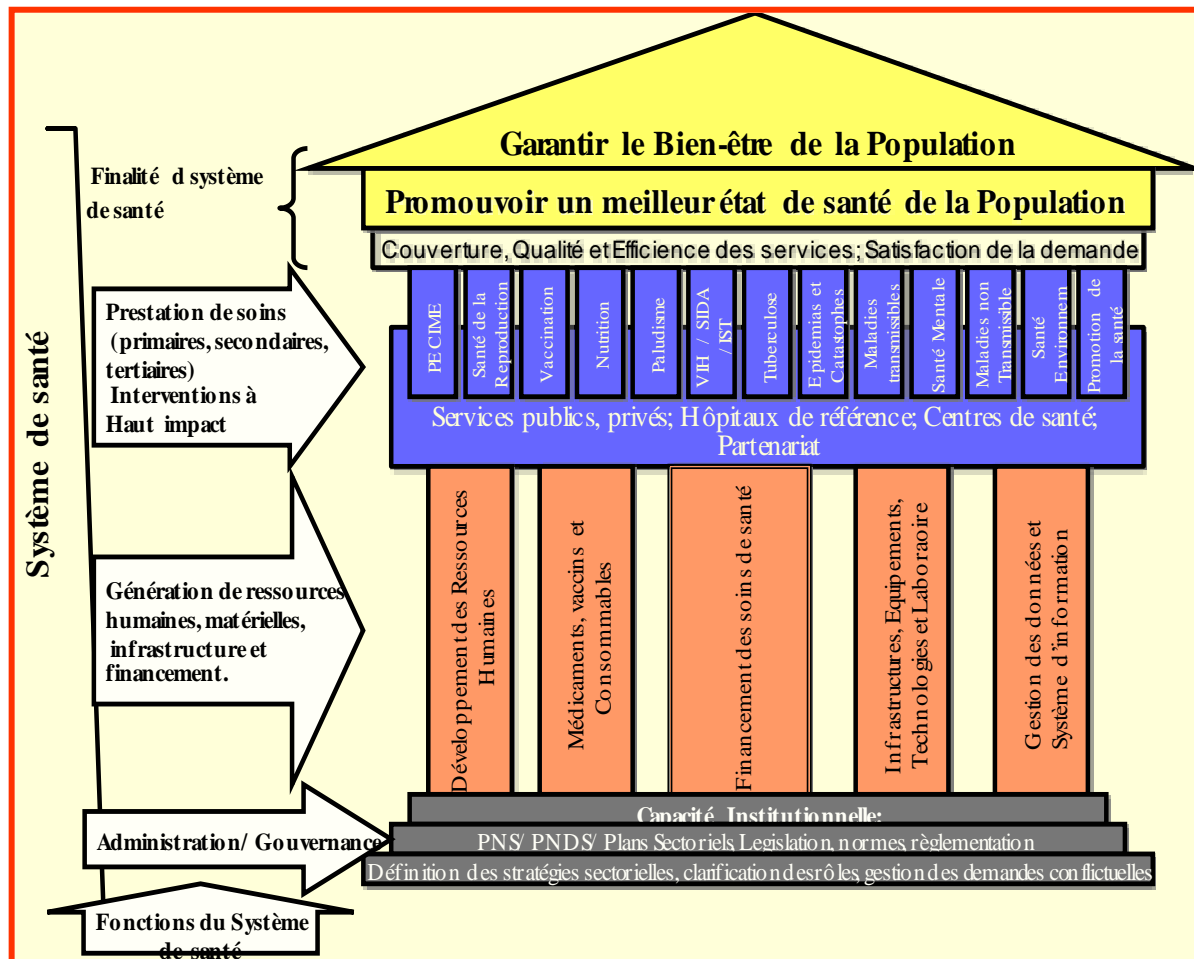 Garantir le Bien-être de la Population
Promouvoir un meilleur état de santé de la Population
Couverture, Qualité et Efficience des services; Satisfaction de la demande
Système de santé
Finalité d système
de santé
Prestation de soins
(primaires, secondaires,
tertiaires)
Interventions à
Haut impact
PECIME
Santé de la
Reproduction
Vaccination
Nutrition
Paludisme
VIH / SIDA
/ IST
Tuberculose
Epidemias et
Catastophes
Maladies
transmissibles
Santé Mentale
Maladies non
Transmissible
Santé
Environnem
Promotion de
la santé
Services publics, privés; Hôpitaux de référence; Centres de santé;
Partenariat
Génération de ressources
humaines, matérielles,
infrastructure et
financement.
Développement des Ressources
Humaines
Médicaments, vaccins et
Consommables
Financement des soins de santé
Infrastructures, Equipements,
Technologies et Laboraoire
Gestion des données et
Système d'information
Administration/ Gouvernance
Capacité Institutionnelle:
PNS/ PNDS/ Plans Sectoriels, Legislation, normes, règlementation
Définition des stratégies sectorielles, clarification des rôles, gestion des demandes conflictuelles
Fonctions du Système
de santé